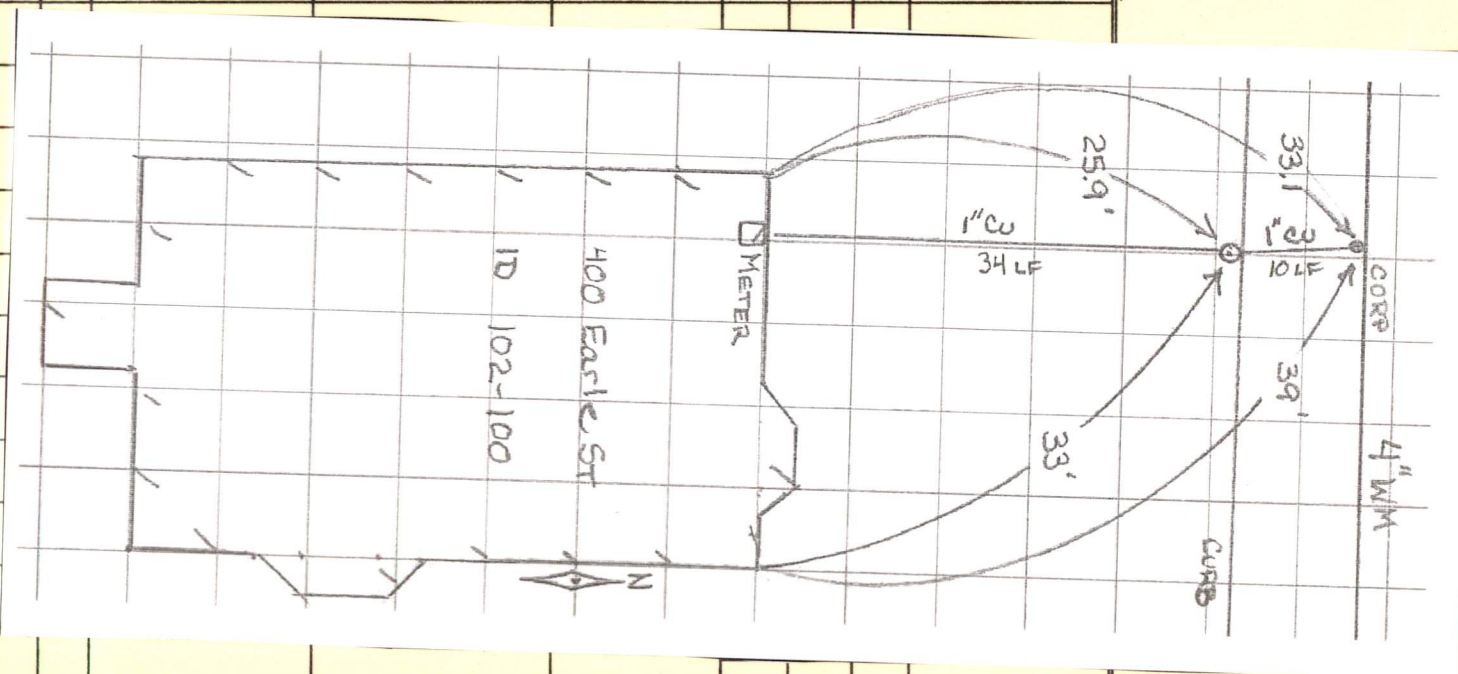 33.1
25.9'
1" Cu
34 LF
1" Cu
10 LF
CORP
METER
400 Earle ST
ID 102-100
39'
33'
4" WM
CURB
N